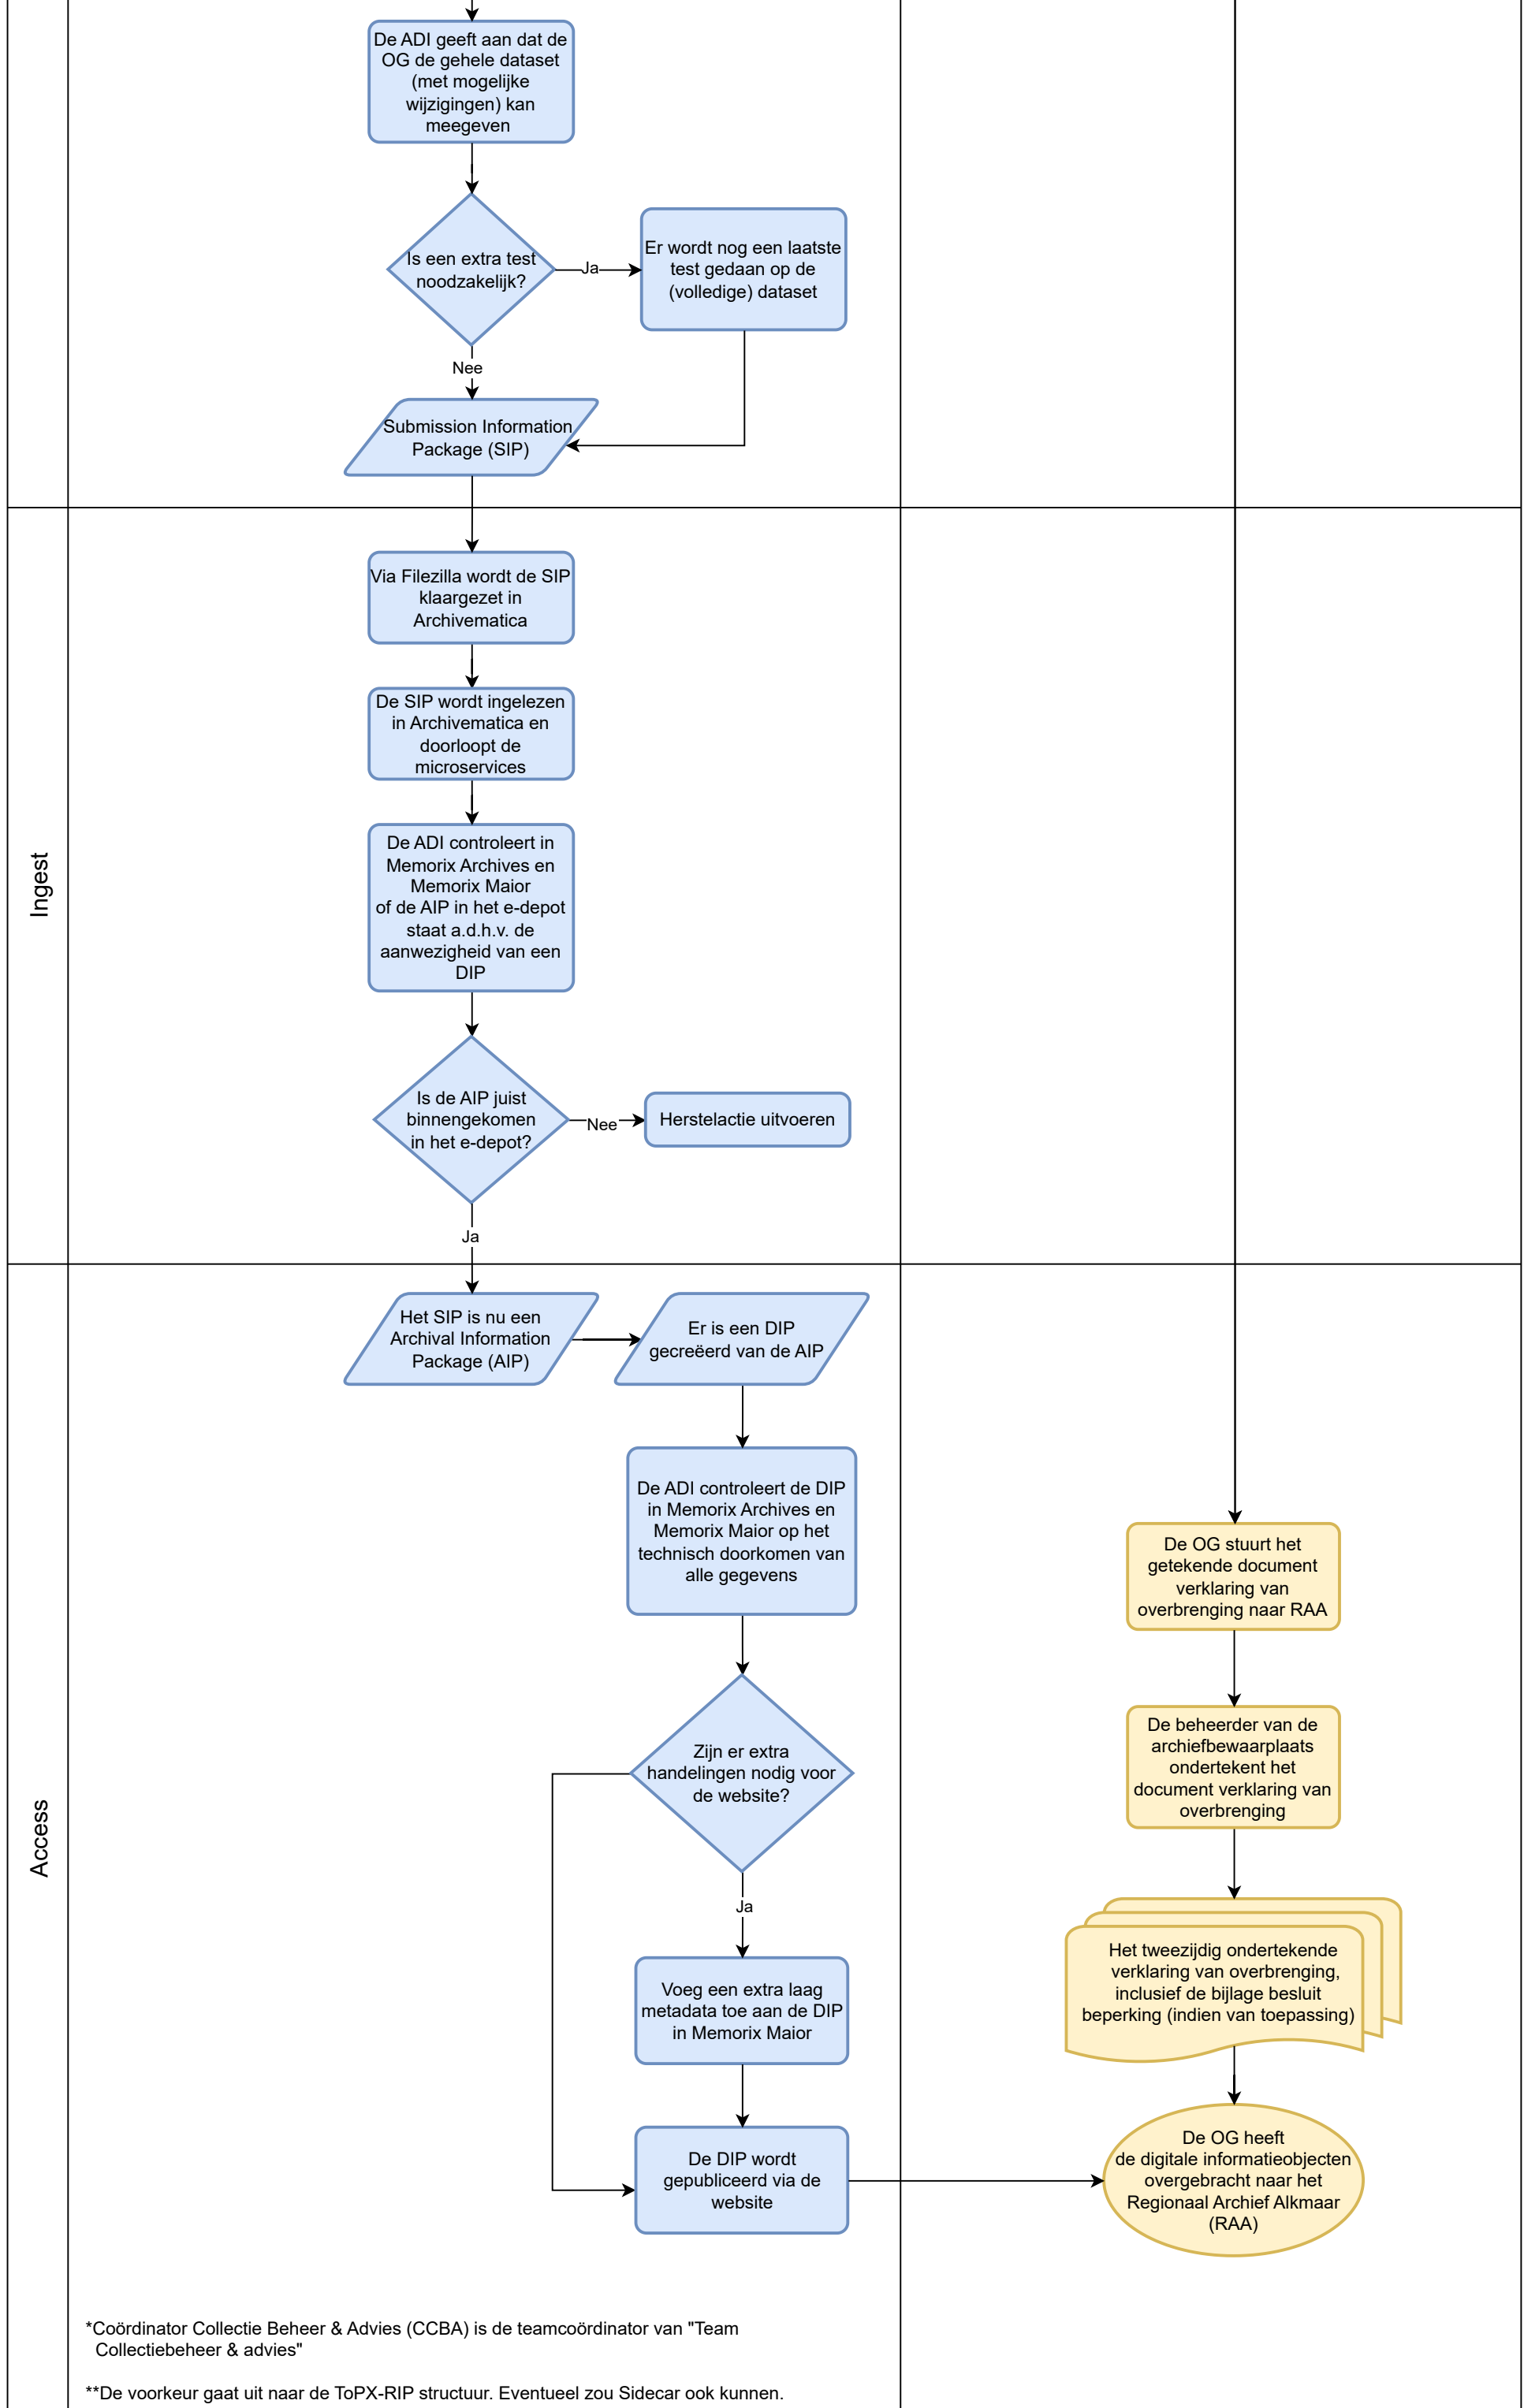 De ADI geeft aan dat de
OG de gehele dataset
(met mogelijke
wijzigingen) kan
meegeven
Is een extra test
noodzakelijk?
Ja
Er wordt nog een laatste
test gedaan op de
(volledige) dataset
Nee
Submission Information
Package (SIP)
Ingest
Via Filezilla wordt de SIP
klaargezet in
Archivematica
De SIP wordt ingelezen
in Archivematica en
doorloopt de
microservices
De ADI controleert in
Memorix Archives en
Memorix Maior
of de AIP in het e-depot
staat a.d.h.v. de
aanwezigheid van een
DIP
Is de AIP juist
binnengekomen
in het e-depot?
Nee
Herstelactie uitvoeren
Ja
Access
Het SIP is nu een
Archival Information
Package (AIP)
Er is een DIP
gecreëerd van de AIP
De ADI controleert de DIP
in Memorix Archives en
Memorix Maior op het
technisch doorkomen van
alle gegevens
Zijn er extra
handelingen nodig voor
de website?
Ja
Voeg een extra laag
metadata toe aan de DIP
in Memorix Maior
De DIP wordt
gepubliceerd via de
website
De OG stuurt het
getekende document
verklaring van
overbrenging naar RAA
De beheerder van de
archiefbewaarplaats
ondertekent het
document verklaring van
overbrenging
Het tweezijdig ondertekende
verklaring van overbrenging,
inclusief de bijlage besluit
beperking (indien van toepassing)
De OG heeft
de digitale informatieobjecten
overgebracht naar het
Regionaal Archief Alkmaar
(RAA)
*Coördinator Collectie Beheer & Advies (CCBA) is de teamcoördinator van "Team
Collectiebeheer & advies"
**De voorkeur gaat uit naar de ToPX-RIP structuur. Eventueel zou Sidecar ook kunnen.